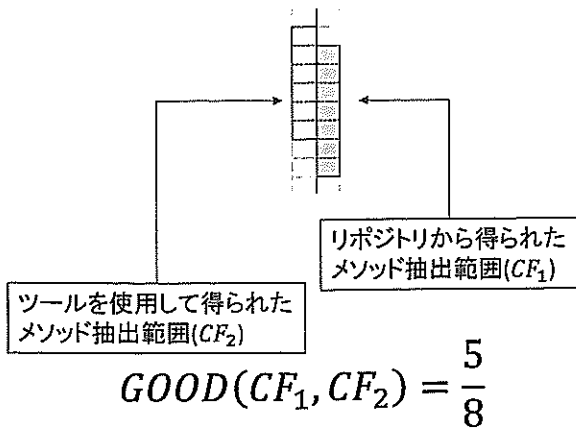 リポジトリから得られた
メソッド抽出範囲(CF₁)
ツールを使用して得られた
メソッド抽出範囲(CF₂)
GOOD(CF₁, CF₂) = 5/8